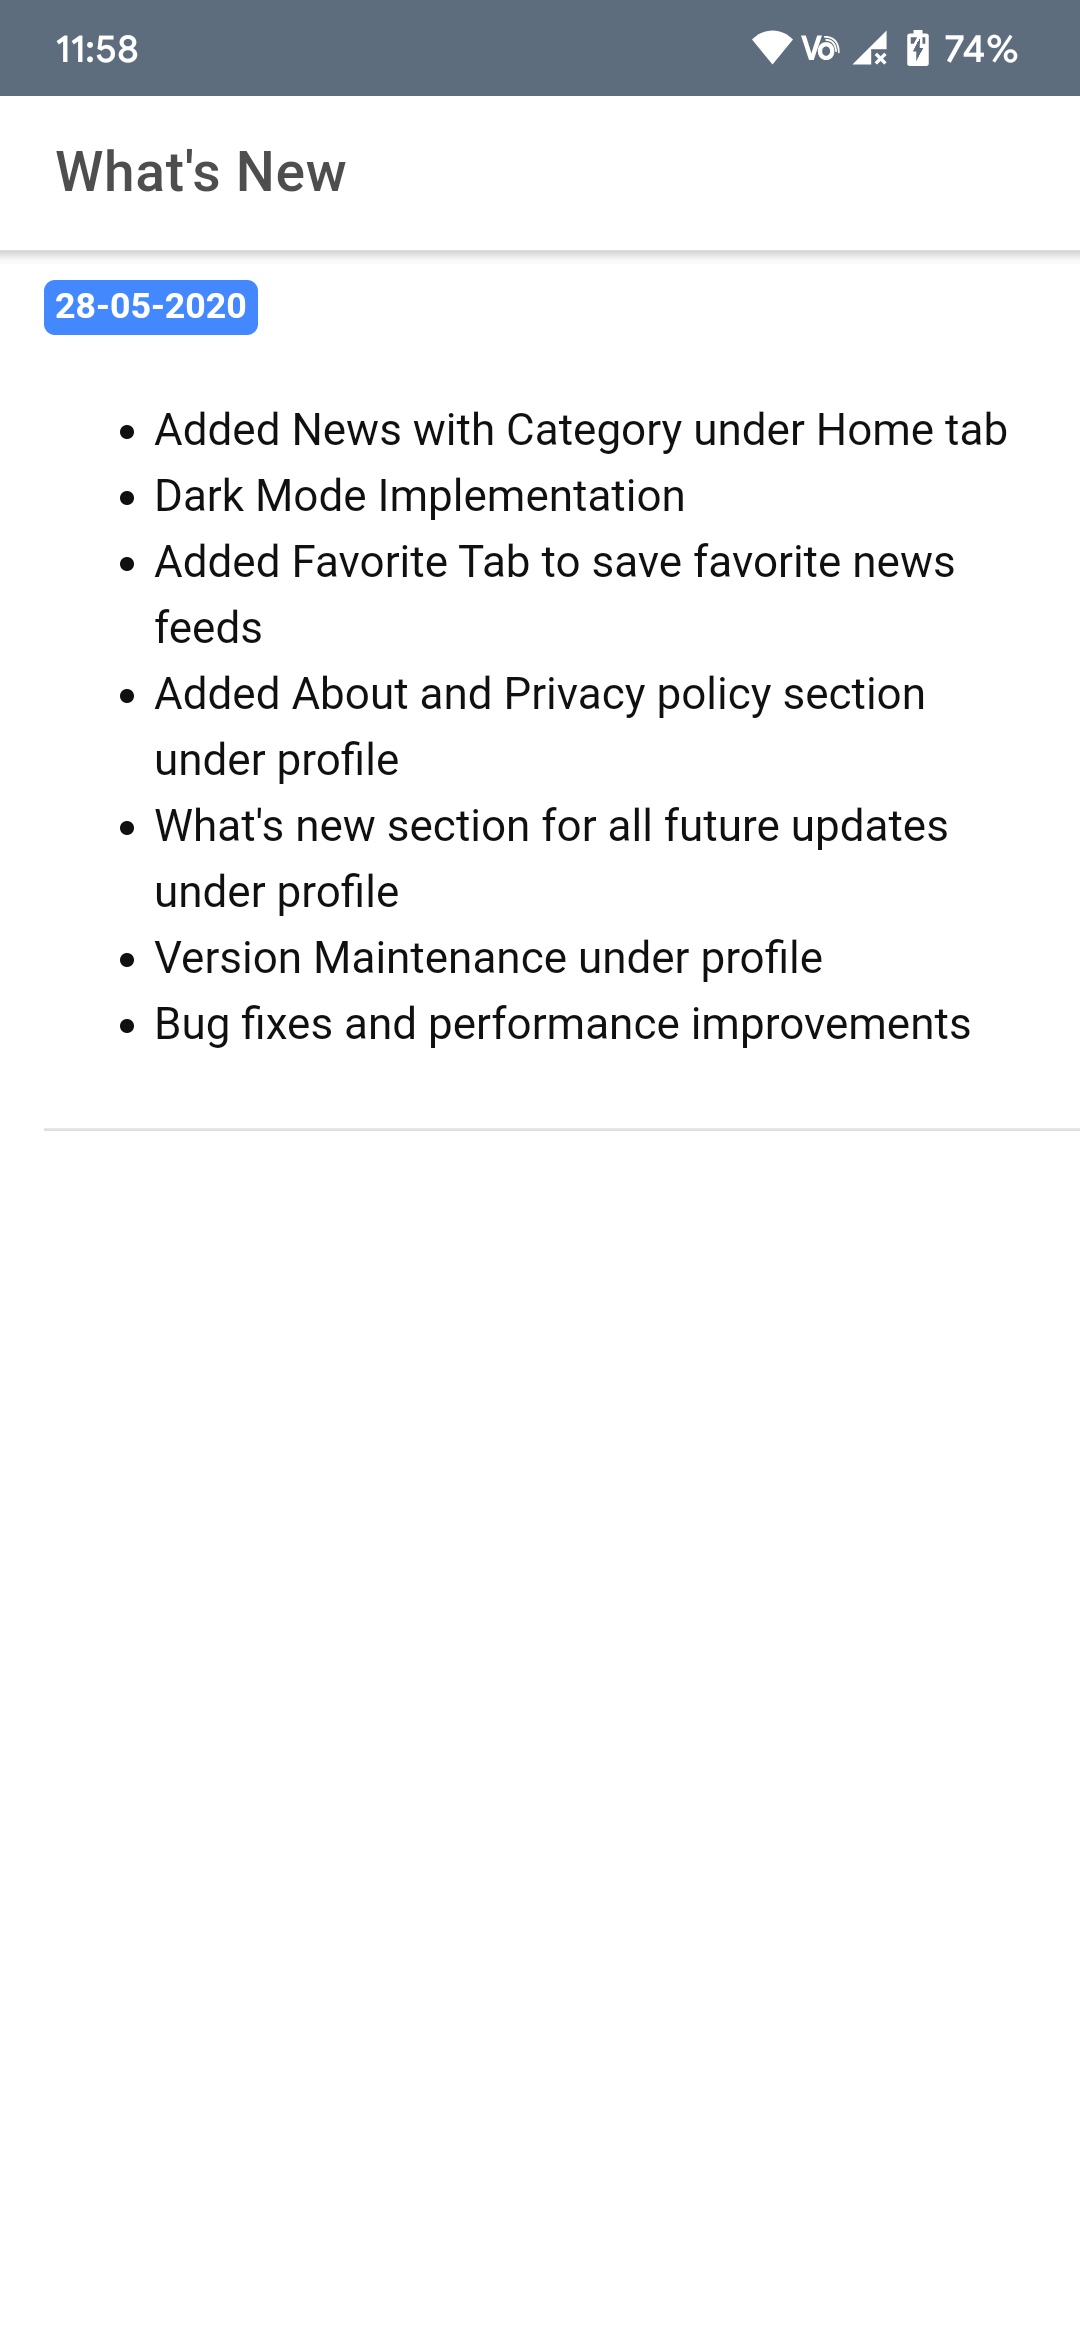 11:58 Vo 74%
What's New
28-05-2020
• Added News with Category under Home tab
• Dark Mode Implementation
• Added Favorite Tab to save favorite news
feeds
• Added About and Privacy policy section
under profile
• What's new section for all future updates
under profile
• Version Maintenance under profile
• Bug fixes and performance improvements